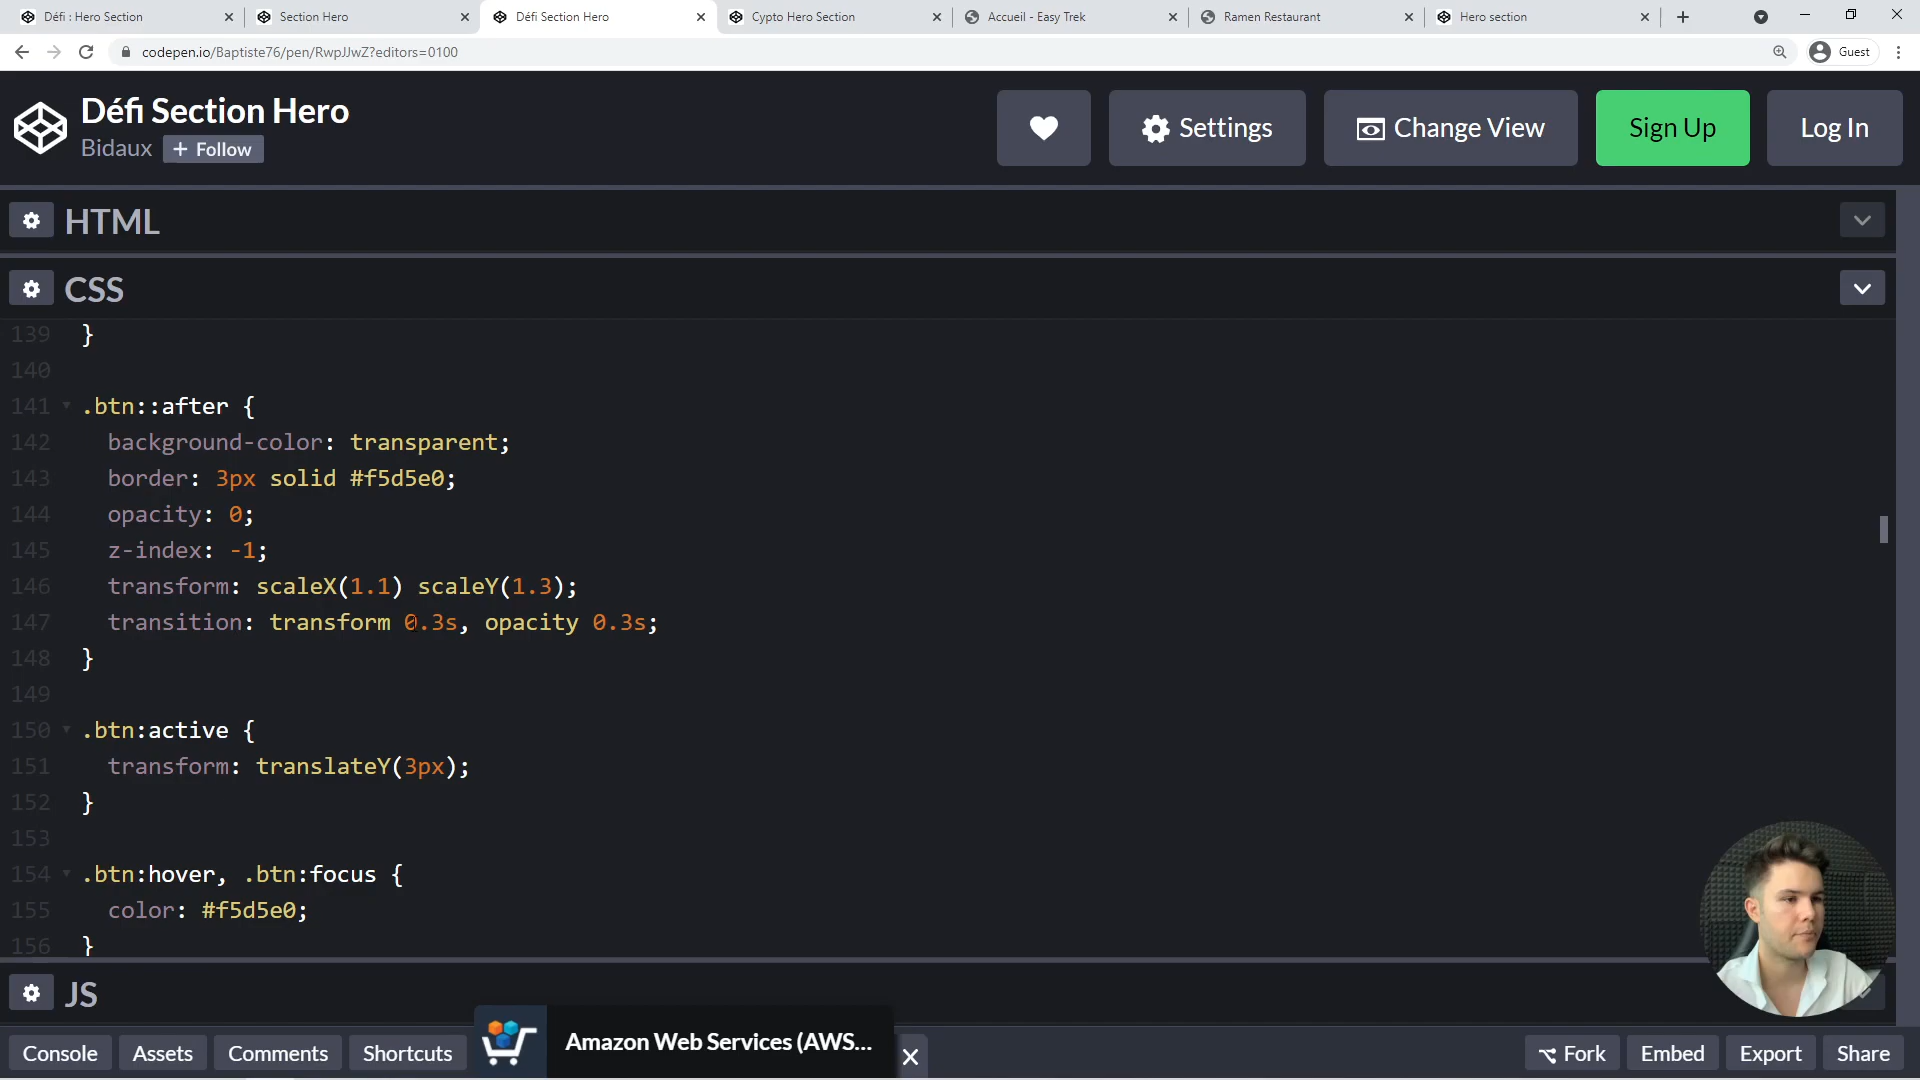 Défi : Hero Section
Section Hero
Défi Section Hero
Cypto Hero Section
Accueil - Easy Trek
Ramen Restaurant
Hero section
codepen.io/Baptiste76/pen/RwpJJwZ?editors=0100
Guest
Défi Section Hero
Bidaux
+ Follow
Settings
Change View
Sign Up
Log In
HTML
CSS
139 }
140
141 .btn::after {
142 background-color: transparent;
143 border: 3px solid #f5d5e0;
144 opacity: 0;
145 z-index: -1;
146 transform: scaleX(1.1) scaleY(1.3);
147 transition: transform 0.3s, opacity 0.3s;
148 }
149
150 .btn:active {
151 transform: translateY(3px);
152 }
153
154 .btn:hover, .btn:focus {
155 color: #f5d5e0;
156 }
JS
Console
Assets
Comments
Shortcuts
Amazon Web Services (AWS...
Fork
Embed
Export
Share